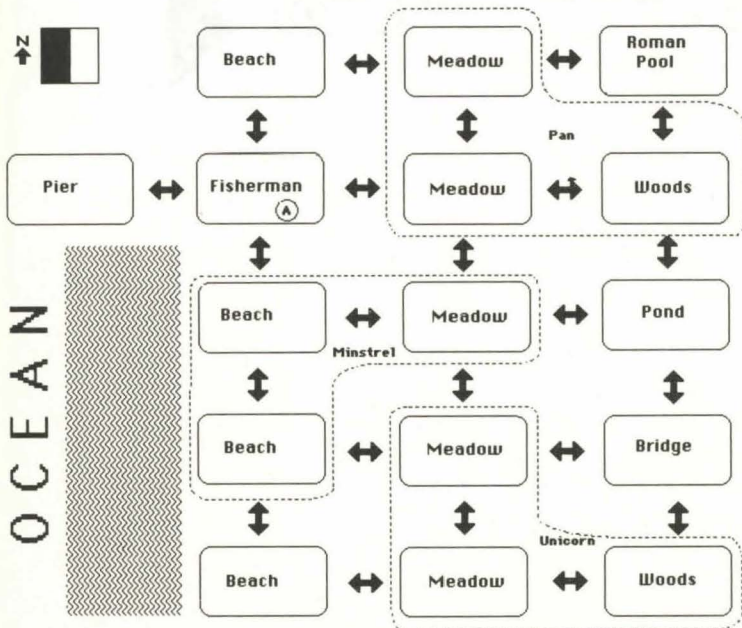 N
Beach
Meadow
Roman
Pool
Pan
Pier
Fisherman
A
Meadow
Woods
OCEAN
Beach
Meadow
Pond
Minstrel
Beach
Meadow
Bridge
Unicorn
Beach
Meadow
Woods